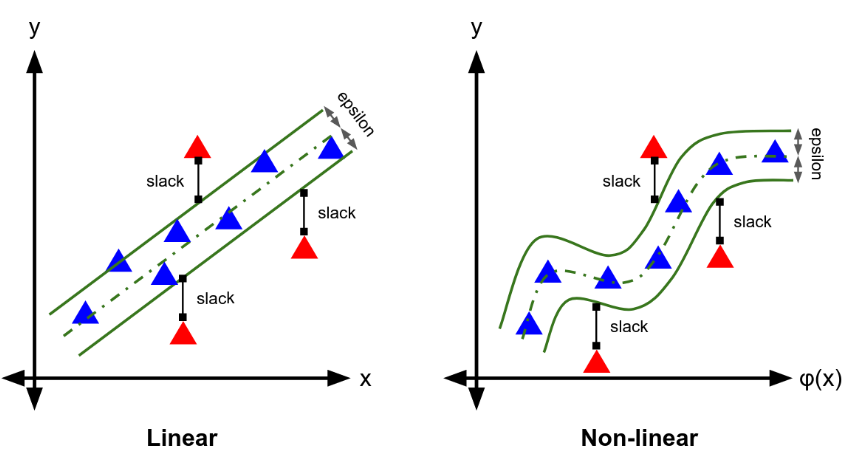 y
epsilon
slack
slack
slack
x
Linear
y
epsilon
slack
slack
slack
φ(x)
Non-linear